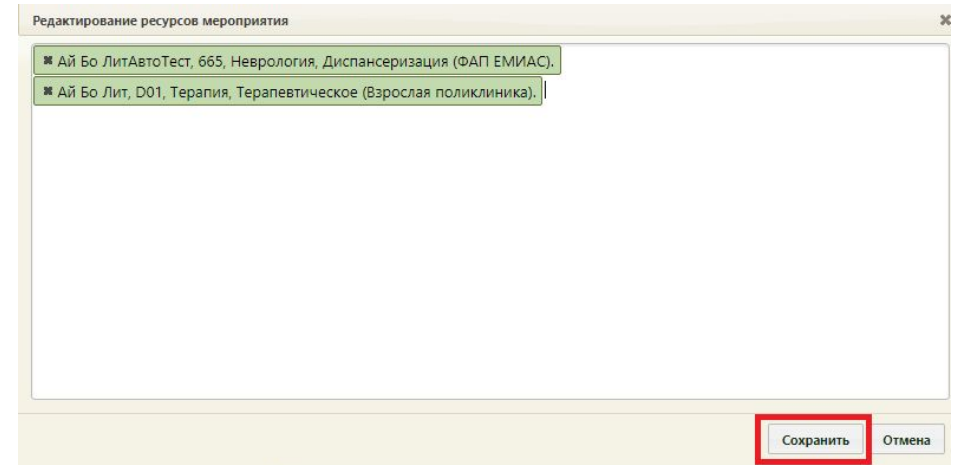 Редактирование ресурсов мероприятия
Ай Бо ЛитАвтоТест, 665, Неврология, Диспансеризация (ФАП ЕМИАС).
Ай Бо Лит, D01, Терапия, Терапевтическое (Взрослая поликлиника).
Сохранить Отмена